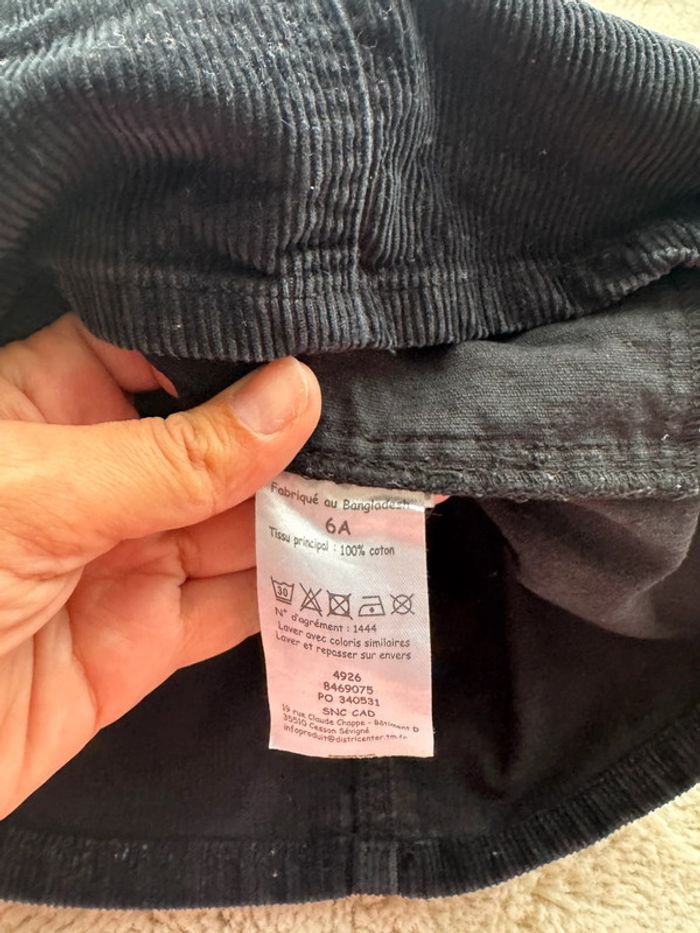 Fabriqué au Bangladesh
6A
Tissu principal : 100% coton
30
N° d'agrément : 1444
Laver avec coloris similaires
Laver et repasser sur envers
4926
8469075
PO 340531
SNC CAD
19 rue Claude Chappe - Bâtiment D
35510 Cesson Sévigné
infoproduit@districenter.tm.fr